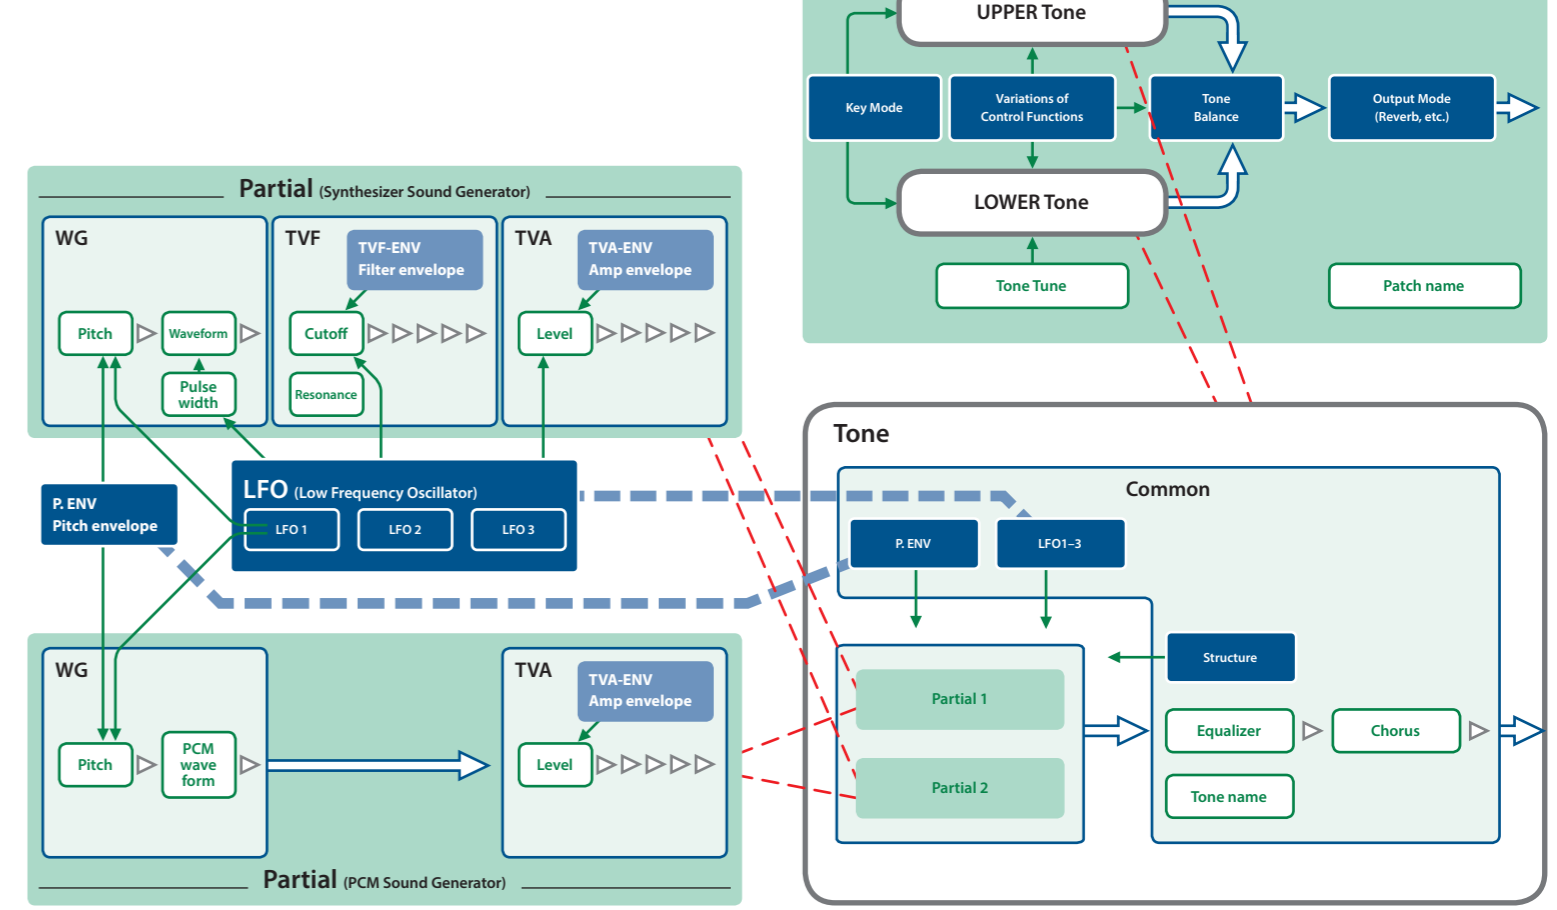 UPPER Tone
Key Mode
Variations of
Control Functions
Tone
Balance
Output Mode
(Reverb, etc.)
LOWER Tone
Tone Tune
Patch name
Partial (Synthesizer Sound Generator)
WG
TVF
TVF-ENV
Filter envelope
TVA
TVA-ENV
Amp envelope
Pitch
Waveform
Cutoff
Level
Pulse
width
Resonance
P. ENV
Pitch envelope
LFO (Low Frequency Oscillator)
LFO 1
LFO 2
LFO 3
WG
TVA
TVA-ENV
Amp envelope
Pitch
PCM
wave
form
Level
Partial (PCM Sound Generator)
Tone
Common
P. ENV
LFO1–3
Structure
Partial 1
Partial 2
Equalizer
Chorus
Tone name